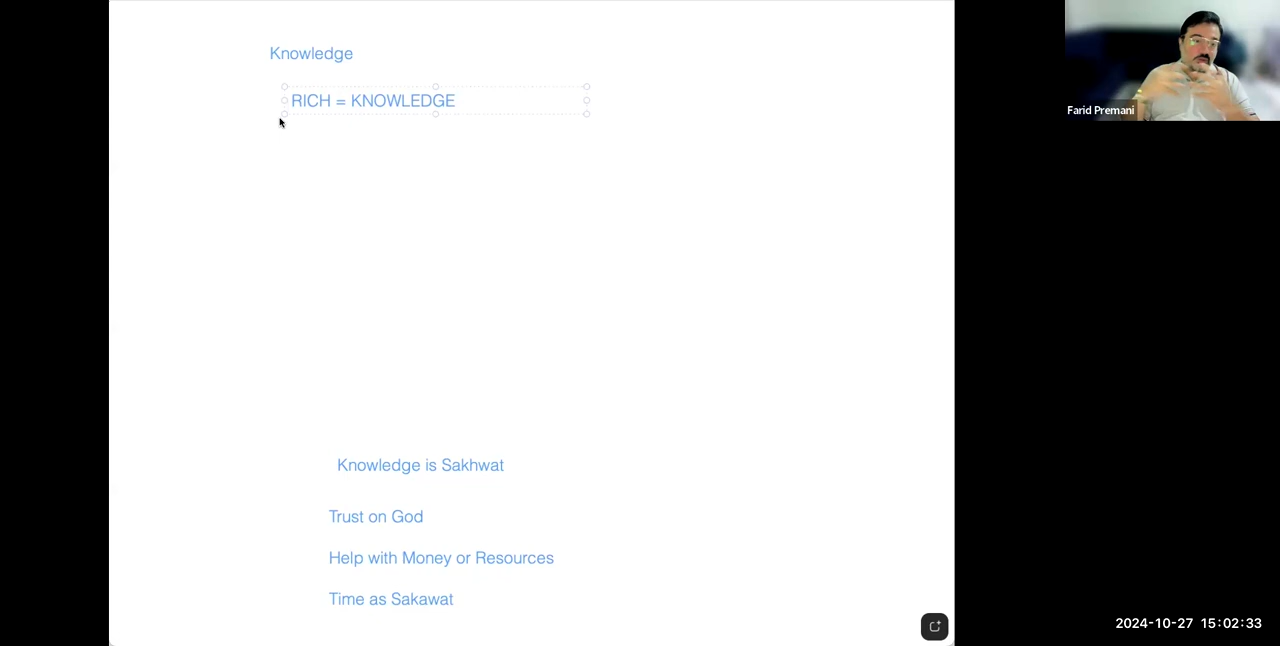 Knowledge
RICH = KNOWLEDGE
Farid Premani
Knowledge is Sakhwat
Trust on God
Help with Money or Resources
Time as Sakawat
2024-10-27 15:02:33